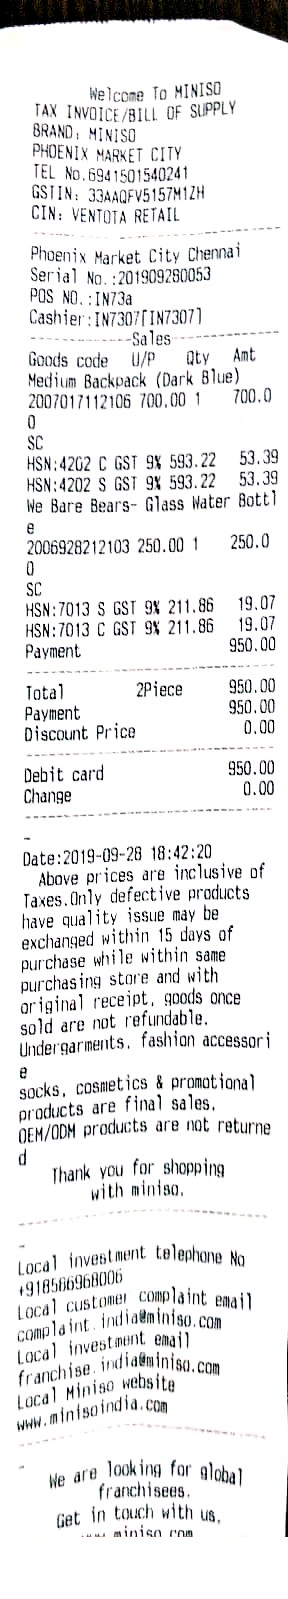 Welcome To MINISO
TAX INVOICE/BILL OF SUPPLY
BRAND: MINISO
PHOENIX MARKET CITY
TEL No.6941501540241
GSTIN: 33AAQFV5157M1ZH
CIN: VENTOTA RETAIL
Phoenix Market City Chennai
Serial No.:201909280053
POS NO.:IN73a
Cashier:IN7307[IN7307]
Sales
Goods code U/P Qty Amt
Medium Backpack (Dark Blue)
2007017112106 700.00 1 700.0
0
SC
HSN:4202 C GST 9% 593.22 53.39
HSN:4202 S GST 9% 593.22 53.39
We Bare Bears- Glass Water Bottl
e
2006928212103 250.00 1 250.0
0
SC
HSN:7013 S GST 9% 211.86 19.07
HSN:7013 C GST 9% 211.86 19.07
Payment 950.00
Total 2Piece 950.00
Payment 950.00
Discount Price 0.00
Debit card 950.00
Change 0.00
-
Date:2019-09-28 18:42:20
Above prices are inclusive of
Taxes.Only defective products
have quality issue may be
exchanged within 15 days of
purchase while within same
purchasing store and with
original receipt, goods once
sold are not refundable.
Undergarments, fashion accessori
e
socks, cosmetics & promotional
products are final sales.
OEM/ODM products are not returne
d
Thank you for shopping
with miniso.
-
Local investment telephone No
+918586968006
Local customer complaint email
complaint.india@miniso.com
Local investment email
franchise.india@miniso.com
Local Miniso website
www.minisoindia.com
-
We are looking for global
franchisees.
Get in touch with us.
www.miniso.com